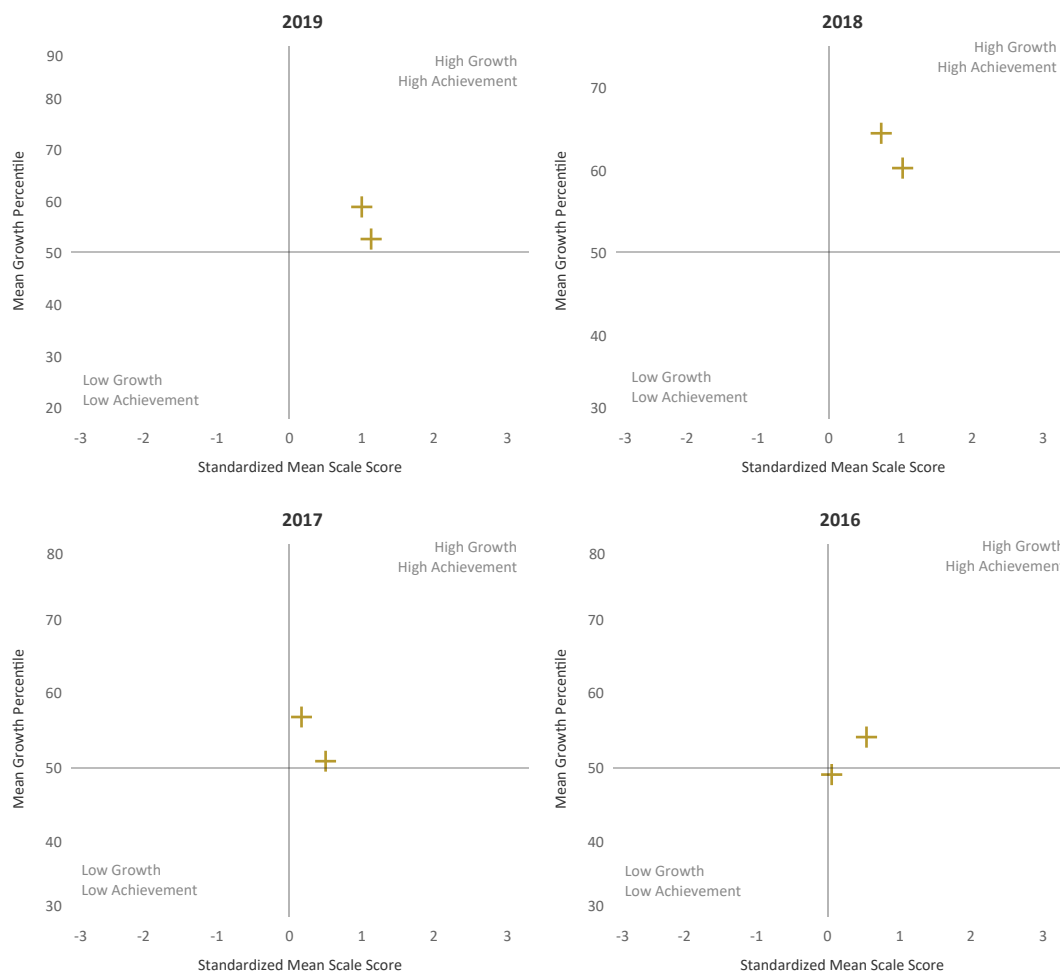 2019
High Growth
High Achievement
Mean Growth Percentile
90
80
70
60
50
40
30
20
Low Growth
Low Achievement
-3 -2 -1 0 1 2 3
Standardized Mean Scale Score
2018
High Growth
High Achievement
Mean Growth Percentile
70
60
50
40
30
Low Growth
Low Achievement
-3 -2 -1 0 1 2 3
Standardized Mean Scale Score
2017
High Growth
High Achievement
Mean Growth Percentile
80
70
60
50
40
30
Low Growth
Low Achievement
-3 -2 -1 0 1 2 3
Standardized Mean Scale Score
2016
High Growth
High Achievement
Mean Growth Percentile
80
70
60
50
40
30
Low Growth
Low Achievement
-3 -2 -1 0 1 2 3
Standardized Mean Scale Score